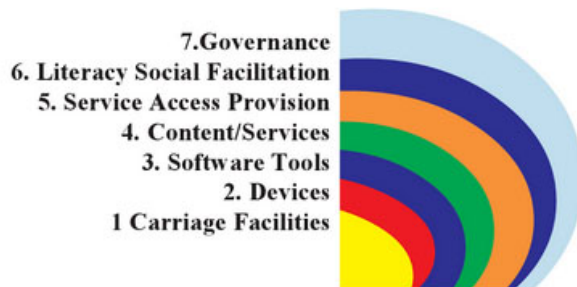 7.Governance
6. Literacy Social Facilitation
5. Service Access Provision
4. Content/Services
3. Software Tools
2. Devices
1 Carriage Facilities